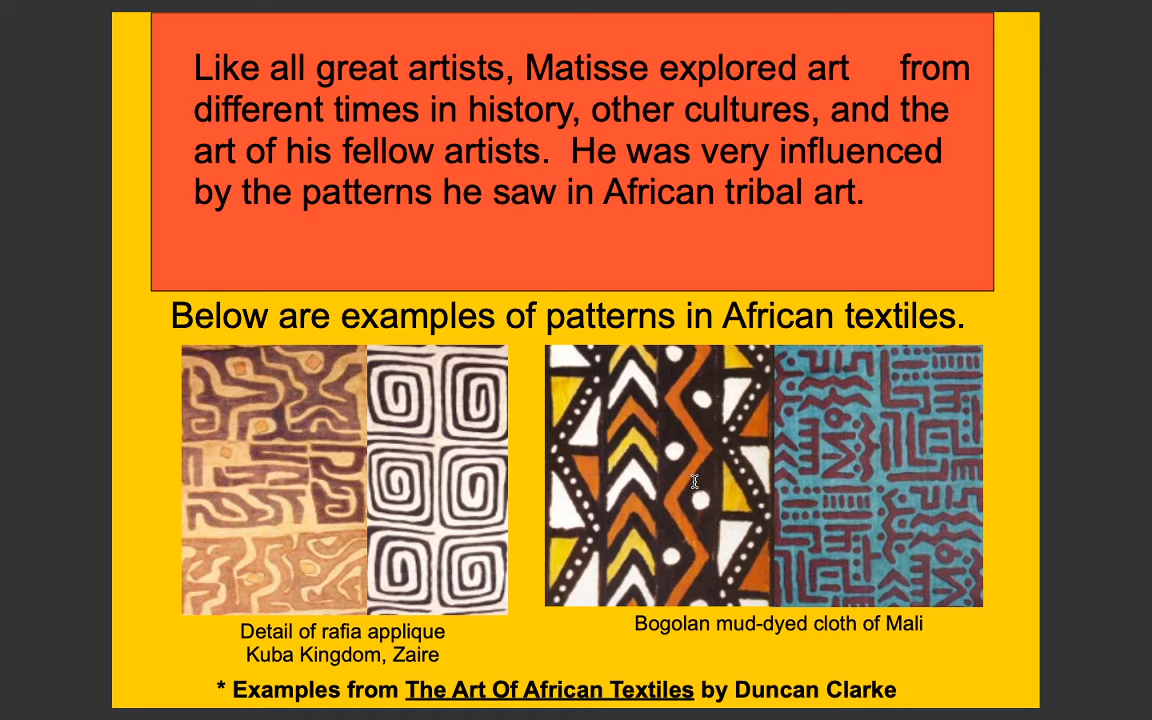 Like all great artists, Matisse explored art from
different times in history, other cultures, and the
art of his fellow artists.  He was very influenced
by the patterns he saw in African tribal art.
Below are examples of patterns in African textiles.
Detail of rafia applique
Kuba Kingdom, Zaire
Bogolan mud-dyed cloth of Mali
* Examples from The Art Of African Textiles by Duncan Clarke